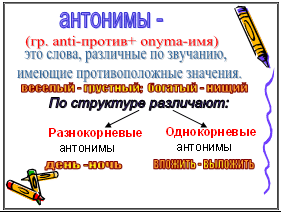 антонимы -
(гр. anti-против+ onyma-имя)
это слова, различные по звучанию,
имеющие противоположные значения.
веселый - грустный; богатый - нищий
По структуре различают:
Разнокорневые Однокорневые
антонимы антонимы
день -ночь вложить - выложить